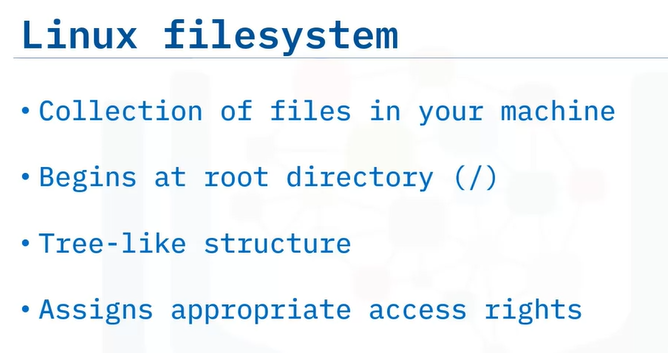 Linux filesystem
• Collection of files in your machine
• Begins at root directory (/)
• Tree-like structure
• Assigns appropriate access rights